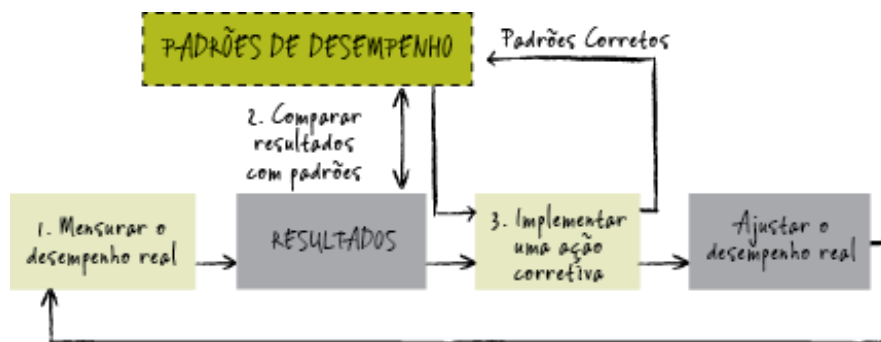 PADRÕES DE DESEMPENHO
Padrões Corretos
2. Comparar
resultados
com padrões
1. Mensurar o
desempenho real
RESULTADOS
3. Implementar
uma ação
corretiva
Ajustar o
desempenho real